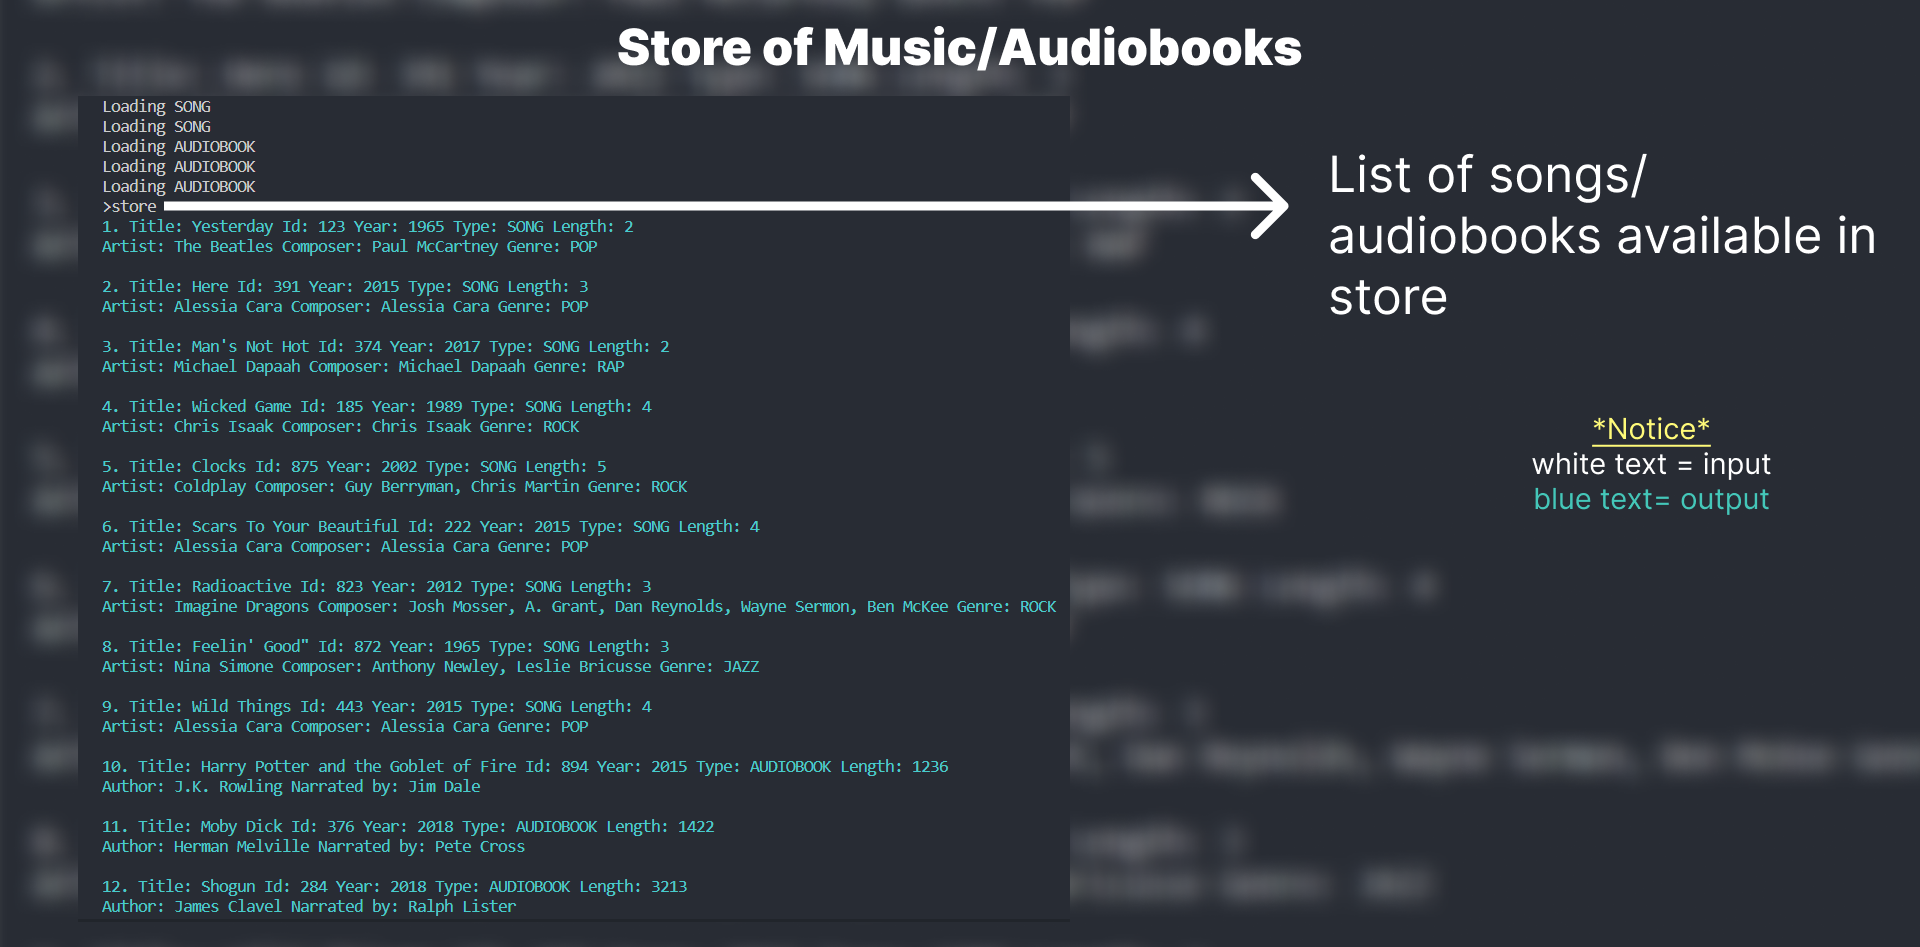 Store of Music/Audiobooks
Loading SONG
Loading SONG
Loading AUDIOBOOK
Loading AUDIOBOOK
Loading AUDIOBOOK
>store
1. Title: Yesterday Id: 123 Year: 1965 Type: SONG Length: 2
Artist: The Beatles Composer: Paul McCartney Genre: POP
2. Title: Here Id: 391 Year: 2015 Type: SONG Length: 3
Artist: Alessia Cara Composer: Alessia Cara Genre: POP
3. Title: Man's Not Hot Id: 374 Year: 2017 Type: SONG Length: 2
Artist: Michael Dapaah Composer: Michael Dapaah Genre: RAP
4. Title: Wicked Game Id: 185 Year: 1989 Type: SONG Length: 4
Artist: Chris Isaak Composer: Chris Isaak Genre: ROCK
5. Title: Clocks Id: 875 Year: 2002 Type: SONG Length: 5
Artist: Coldplay Composer: Guy Berryman, Chris Martin Genre: ROCK
6. Title: Scars To Your Beautiful Id: 222 Year: 2015 Type: SONG Length: 4
Artist: Alessia Cara Composer: Alessia Cara Genre: POP
7. Title: Radioactive Id: 823 Year: 2012 Type: SONG Length: 3
Artist: Imagine Dragons Composer: Josh Mosser, A. Grant, Dan Reynolds, Wayne Sermon, Ben McKee Genre: ROCK
8. Title: Feelin' Good" Id: 872 Year: 1965 Type: SONG Length: 3
Artist: Nina Simone Composer: Anthony Newley, Leslie Bricusse Genre: JAZZ
9. Title: Wild Things Id: 443 Year: 2015 Type: SONG Length: 4
Artist: Alessia Cara Composer: Alessia Cara Genre: POP
10. Title: Harry Potter and the Goblet of Fire Id: 894 Year: 2015 Type: AUDIOBOOK Length: 1236
Author: J.K. Rowling Narrated by: Jim Dale
11. Title: Moby Dick Id: 376 Year: 2018 Type: AUDIOBOOK Length: 1422
Author: Herman Melville Narrated by: Pete Cross
12. Title: Shogun Id: 284 Year: 2018 Type: AUDIOBOOK Length: 3213
Author: James Clavel Narrated by: Ralph Lister
List of songs/
audiobooks available in
store
*Notice*
white text = input
blue text= output